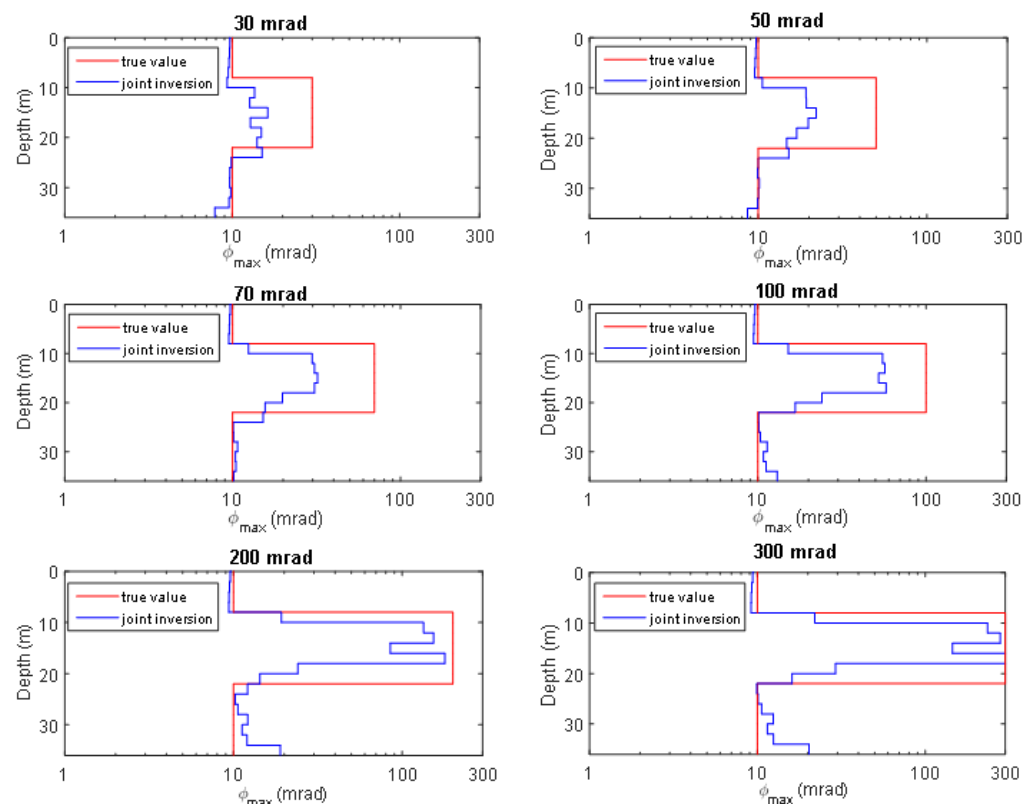 30 mrad
0
10
20
30
Depth (m)
true value
joint inversion
1
10
100
300
ϕmax (mrad)
50 mrad
0
10
20
30
Depth (m)
true value
joint inversion
1
10
100
300
ϕmax (mrad)
70 mrad
0
10
20
30
Depth (m)
true value
joint inversion
1
10
100
300
ϕmax (mrad)
100 mrad
0
10
20
30
Depth (m)
true value
joint inversion
1
10
100
300
ϕmax (mrad)
200 mrad
0
10
20
30
Depth (m)
true value
joint inversion
1
10
100
300
ϕmax (mrad)
300 mrad
0
10
20
30
Depth (m)
true value
joint inversion
1
10
100
300
ϕmax (mrad)